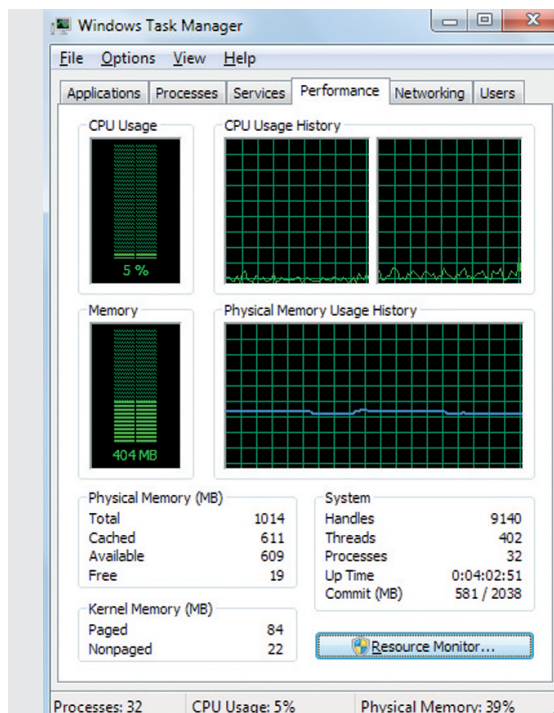 Windows Task Manager
File Options View Help
Applications Processes Services Performance Networking Users
CPU Usage CPU Usage History
5 %
Memory Physical Memory Usage History
404 MB
Physical Memory (MB)
Total 1014
Cached 611
Available 609
Free 19
Kernel Memory (MB)
Paged 84
Nonpaged 22
System
Handles 9140
Threads 402
Processes 32
Up Time 0:04:02:51
Commit (MB) 581 / 2038
Resource Monitor...
Processes: 32 CPU Usage: 5% Physical Memory: 39%